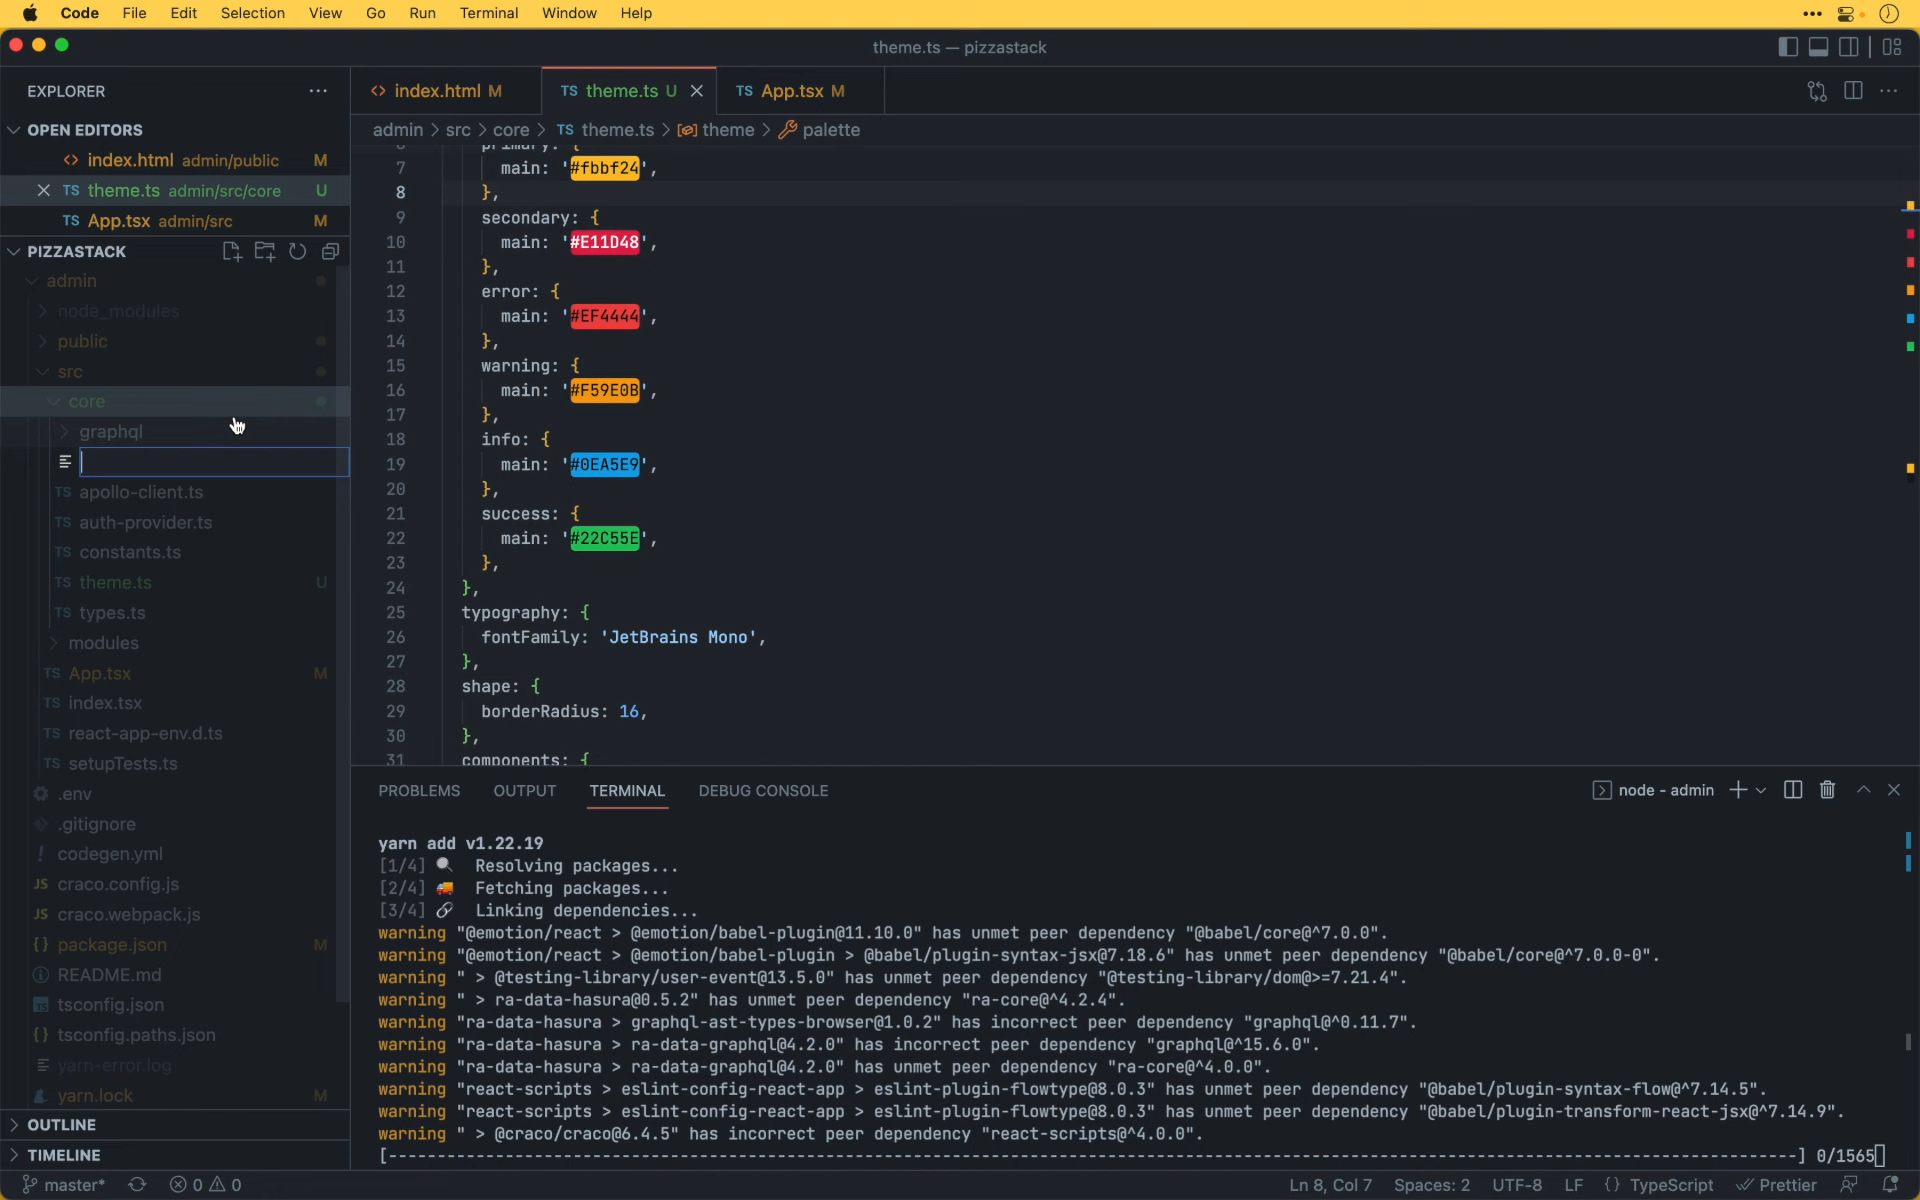 Code File Edit Selection View Go Run Terminal Window Help
theme.ts — pizzastack
EXPLORER
OPEN EDITORS
<> index.html admin/public M
TS theme.ts admin/src/core U
TS App.tsx admin/src M
PIZZASTACK
admin
node_modules
public
src
core
graphql
TS apollo-client.ts
TS auth-provider.ts
TS constants.ts
TS theme.ts U
TS types.ts
modules
TS App.tsx M
TS index.tsx
TS react-app-env.d.ts
TS setupTests.ts
.env
.gitignore
! codegen.yml
JS craco.config.js
JS craco.webpack.js
{} package.json M
README.md
tsconfig.json
{} tsconfig.paths.json
yarn-error.log
yarn.lock M
OUTLINE
TIMELINE
<> index.html M
TS theme.ts U
TS App.tsx M
admin > src > core > TS theme.ts > theme > palette
6 primary: {
7 main: '#fbbf24',
8 },
9 secondary: {
10 main: '#E11D48',
11 },
12 error: {
13 main: '#EF4444',
14 },
15 warning: {
16 main: '#F59E0B',
17 },
18 info: {
19 main: '#0EA5E9',
20 },
21 success: {
22 main: '#22C55E',
23 },
24 },
25 typography: {
26 fontFamily: 'JetBrains Mono',
27 },
28 shape: {
29 borderRadius: 16,
30 },
31 components: {
PROBLEMS OUTPUT TERMINAL DEBUG CONSOLE
node - admin
yarn add v1.22.19
[1/4] 🔍 Resolving packages...
[2/4] 🚚 Fetching packages...
[3/4] 🔗 Linking dependencies...
warning "@emotion/react > @emotion/babel-plugin@11.10.0" has unmet peer dependency "@babel/core@^7.0.0".
warning "@emotion/react > @emotion/babel-plugin > @babel/plugin-syntax-jsx@7.18.6" has unmet peer dependency "@babel/core@^7.0.0-0".
warning " > @testing-library/user-event@13.5.0" has unmet peer dependency "@testing-library/dom@>=7.21.4".
warning " > ra-data-hasura@0.5.2" has unmet peer dependency "ra-core@^4.2.4".
warning "ra-data-hasura > graphql-ast-types-browser@1.0.2" has incorrect peer dependency "graphql@^0.11.7".
warning "ra-data-hasura > ra-data-graphql@4.2.0" has incorrect peer dependency "graphql@^15.6.0".
warning "ra-data-hasura > ra-data-graphql@4.2.0" has unmet peer dependency "ra-core@^4.0.0".
warning "react-scripts > eslint-config-react-app > eslint-plugin-flowtype@8.0.3" has unmet peer dependency "@babel/plugin-syntax-flow@^7.14.5".
warning "react-scripts > eslint-config-react-app > eslint-plugin-flowtype@8.0.3" has unmet peer dependency "@babel/plugin-transform-react-jsx@^7.14.9".
warning " > @craco/craco@6.4.5" has incorrect peer dependency "react-scripts@^4.0.0".
[------------------------------------------------------------------------------------------------------------------------------------------------] 0/1565
master* 0 0 Ln 8, Col 7 Spaces: 2 UTF-8 LF {} TypeScript Prettier